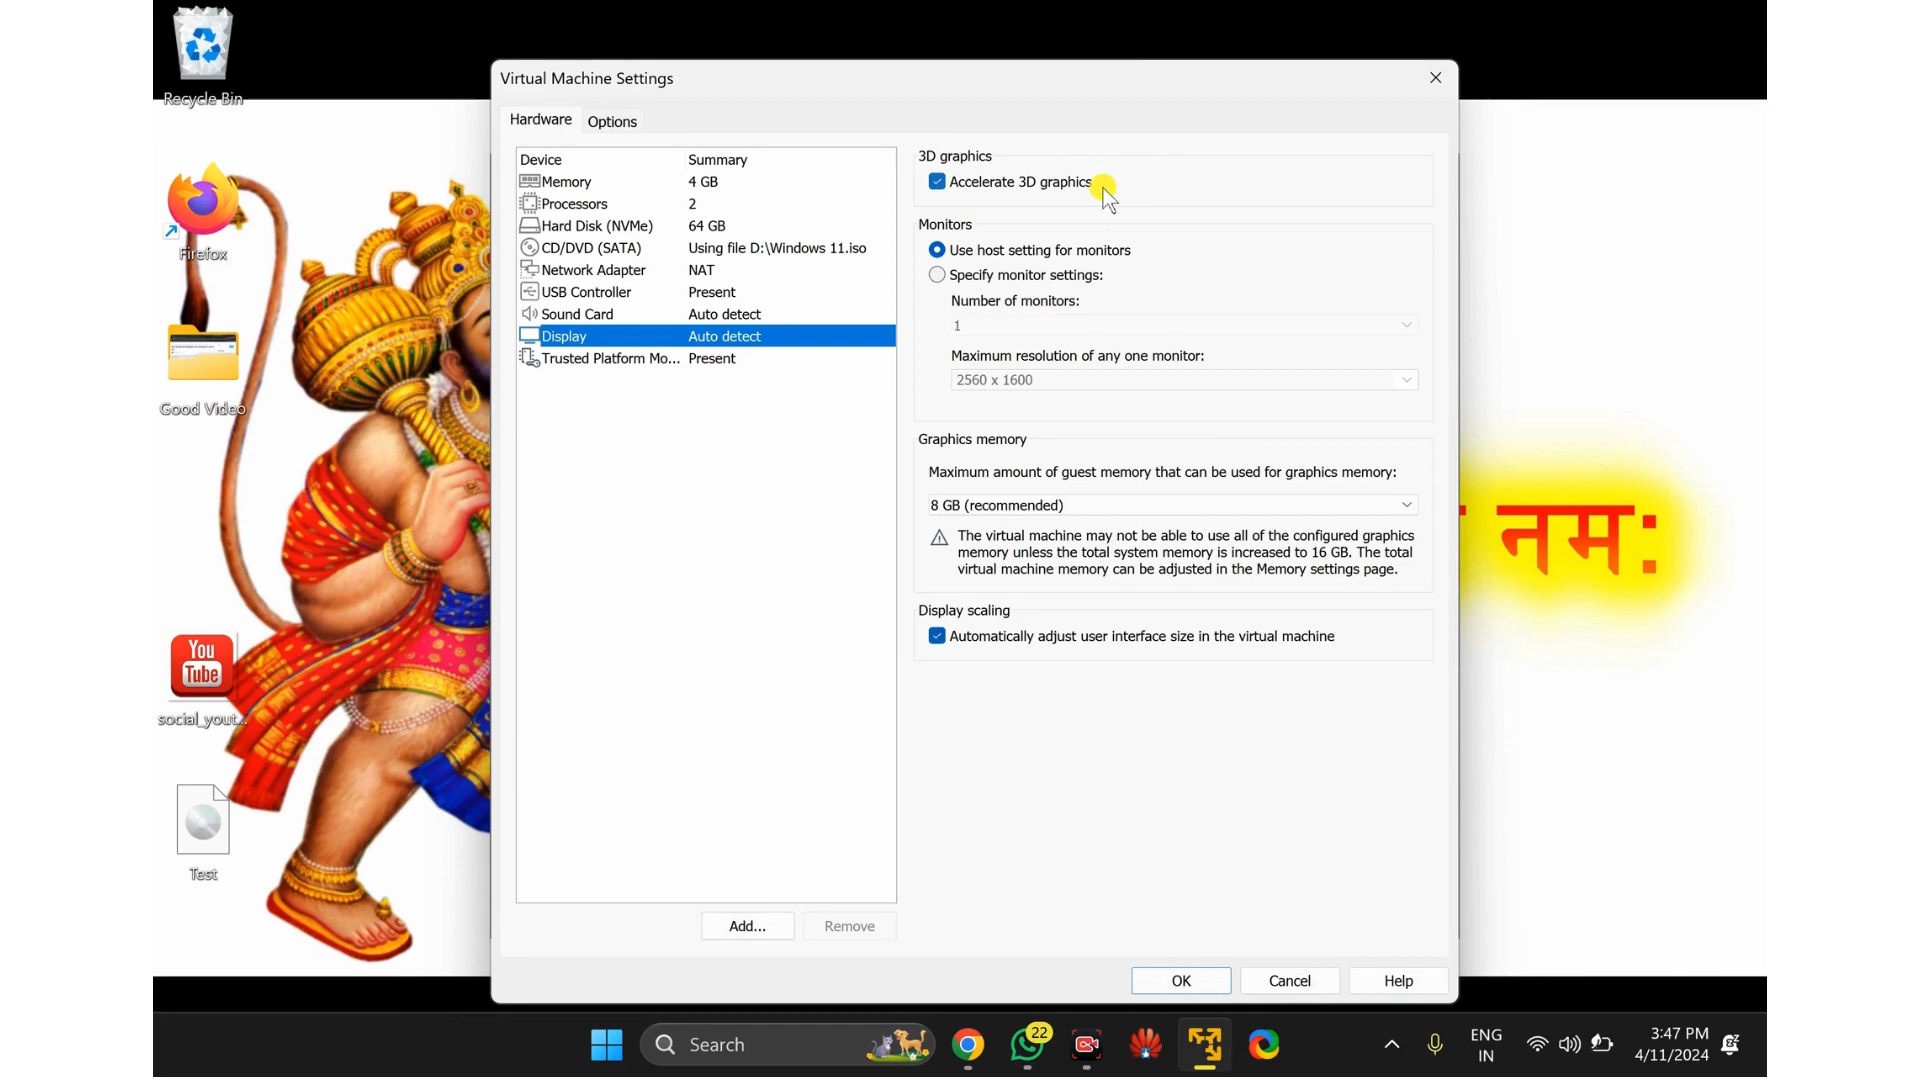 Recycle Bin
Firefox
Good Video
You
Tube
social_yout...
Test
Virtual Machine Settings
Hardware
Options
Device Summary
Memory 4 GB
Processors 2
Hard Disk (NVMe) 64 GB
CD/DVD (SATA) Using file D:\Windows 11.iso
Network Adapter NAT
USB Controller Present
Sound Card Auto detect
Display Auto detect
Trusted Platform Mo... Present
Add...
Remove
3D graphics
Accelerate 3D graphics
Monitors
Use host setting for monitors
Specify monitor settings:
Number of monitors:
1
Maximum resolution of any one monitor:
2560 x 1600
Graphics memory
Maximum amount of guest memory that can be used for graphics memory:
8 GB (recommended)
The virtual machine may not be able to use all of the configured graphics
memory unless the total system memory is increased to 16 GB. The total
virtual machine memory can be adjusted in the Memory settings page.
Display scaling
Automatically adjust user interface size in the virtual machine
OK
Cancel
Help
नम:
Search
22
ENG
IN
3:47 PM
4/11/2024